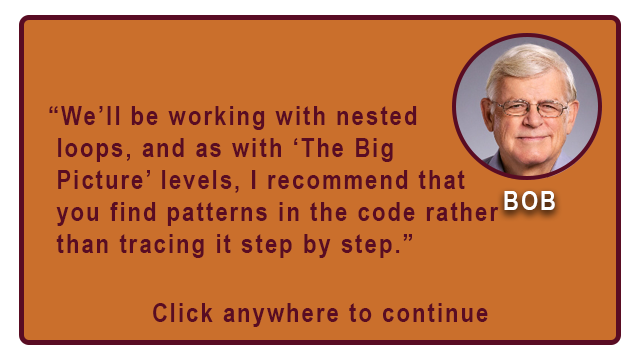 “We’ll be working with nested
loops, and as with ‘The Big
Picture’ levels, I recommend that
you find patterns in the code rather
than tracing it step by step.”
BOB
Click anywhere to continue